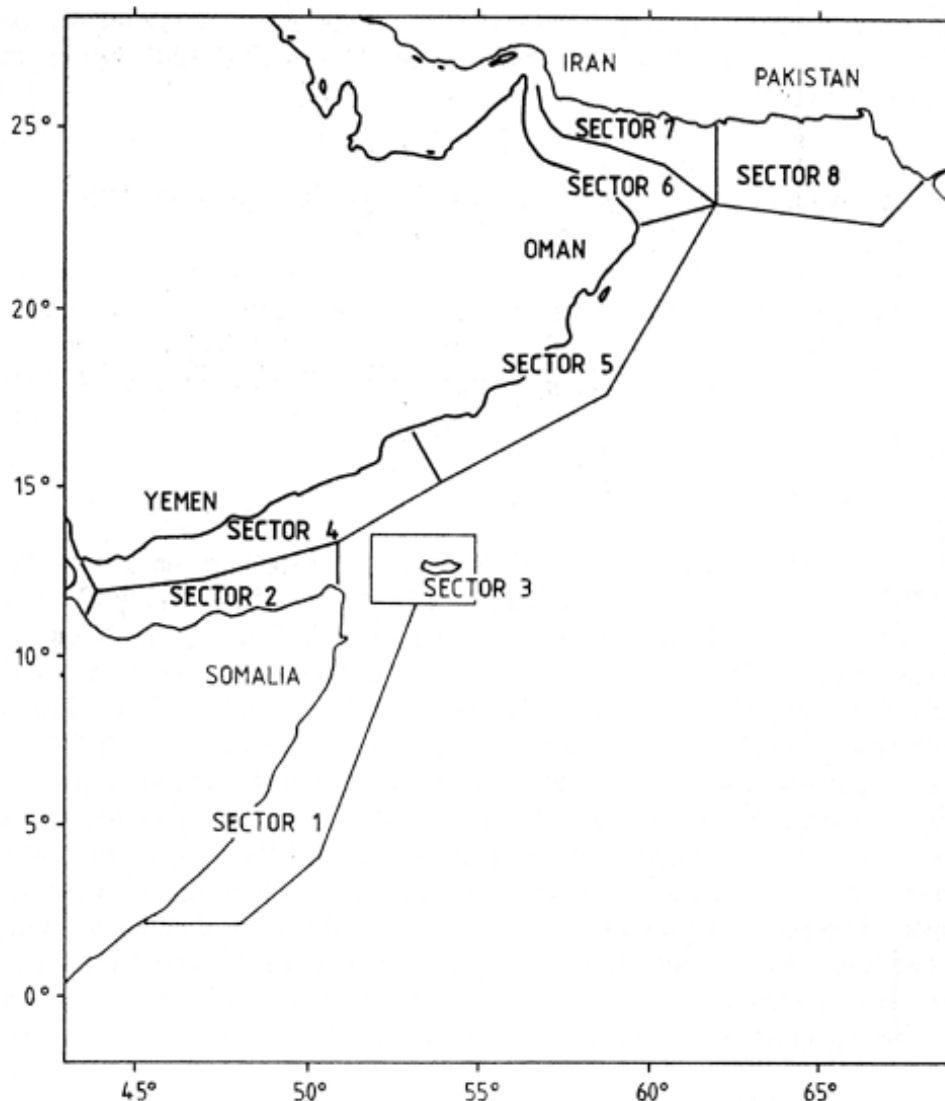 IRAN
PAKISTAN
25°
SECTOR 7
SECTOR 8
SECTOR 6
OMAN
20°
SECTOR 5
15°
YEMEN
SECTOR 4
SECTOR 3
SECTOR 2
10°
SOMALIA
5°
SECTOR 1
0°
45°
50°
55°
60°
65°